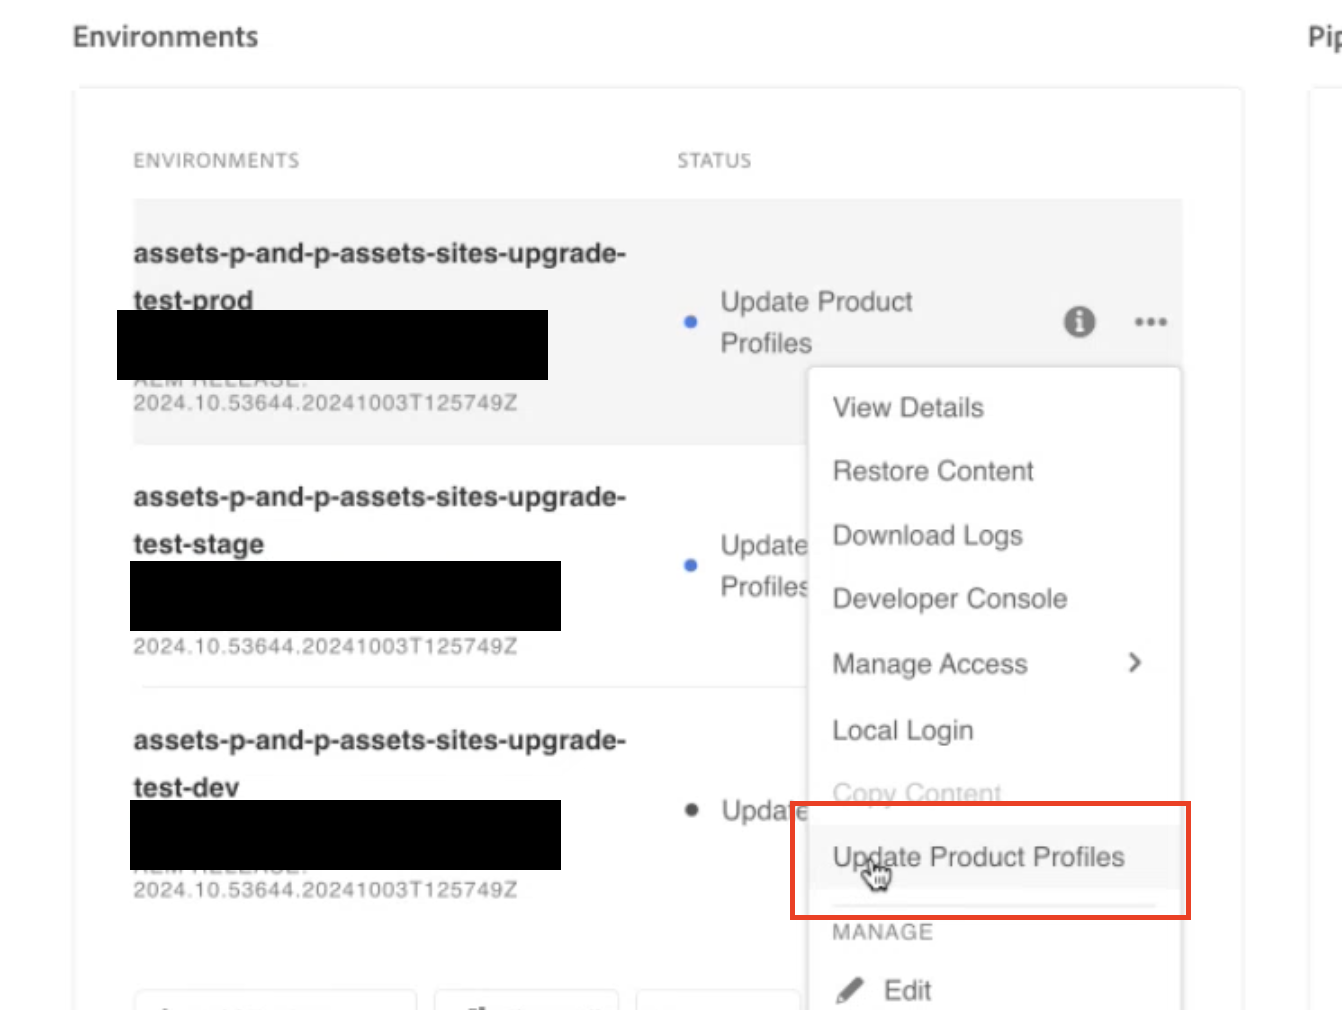 Environments
ENVIRONMENTS
STATUS
assets-p-and-p-assets-sites-upgrade-
test-prod
Update Product
Profiles
AEM RELEASE:
2024.10.53644.20241003T125749Z
assets-p-and-p-assets-sites-upgrade-
test-stage
Update
Profiles
2024.10.53644.20241003T125749Z
assets-p-and-p-assets-sites-upgrade-
test-dev
Update
2024.10.53644.20241003T125749Z
View Details
Restore Content
Download Logs
Developer Console
Manage Access
Local Login
Copy Content
Update Product Profiles
MANAGE
Edit